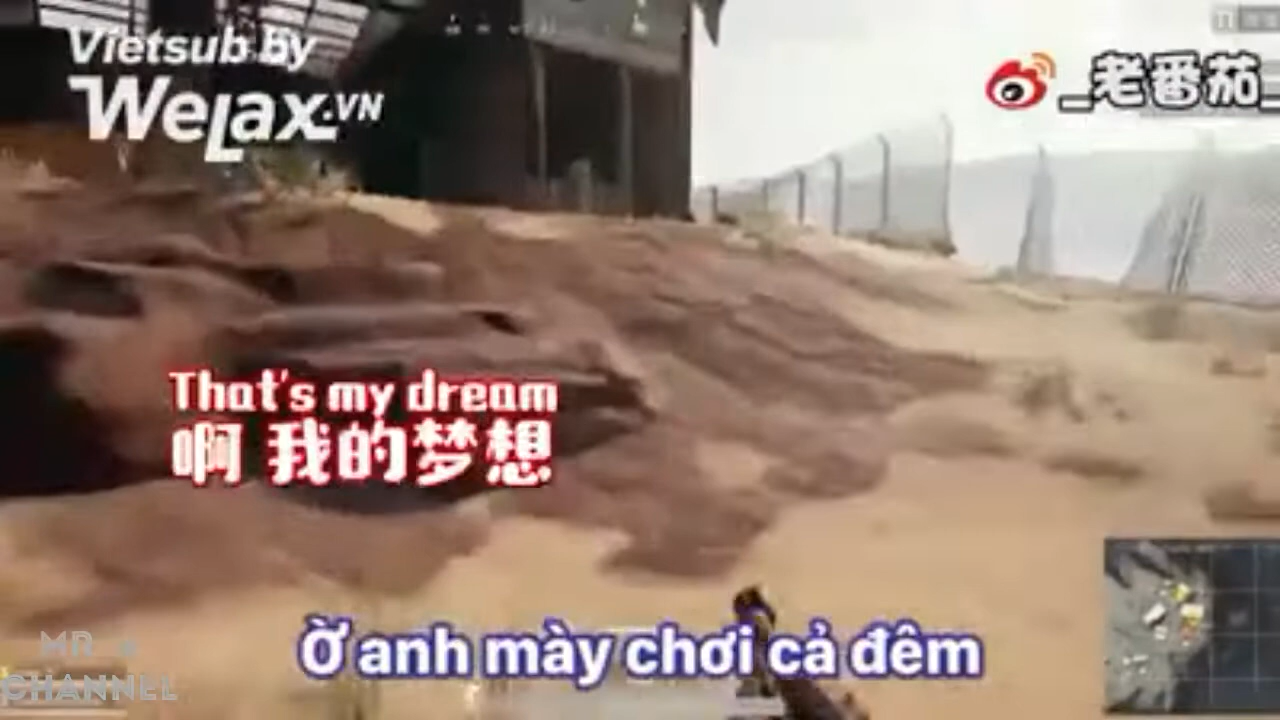 Vietsub by
WeLax.VN
_老番茄_
That's my dream
啊 我的梦想
Ờ anh mày chơi cả đêm
MR
CHANNEL